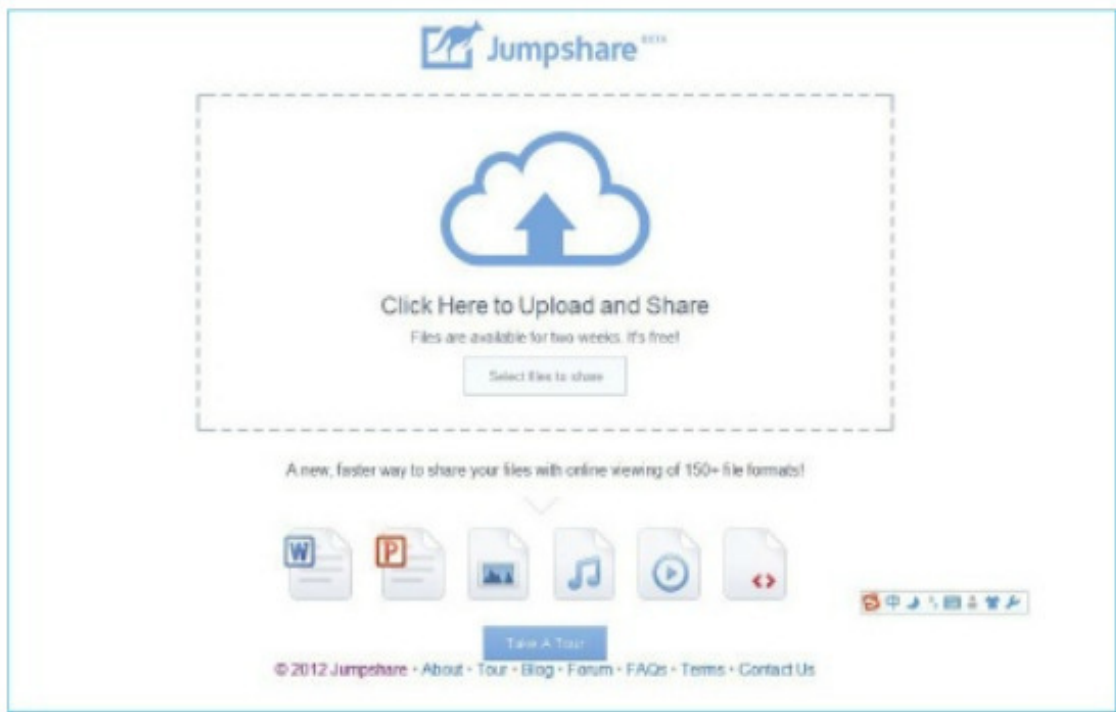 Jumpshare BETA
Click Here to Upload and Share
Files are available for two weeks. It's free!
Select files to share
A new, faster way to share your files with online viewing of 150+ file formats!
W
P
中
Take A Tour
© 2012 Jumpshare • About • Tour • Blog • Forum • FAQs • Terms • Contact Us